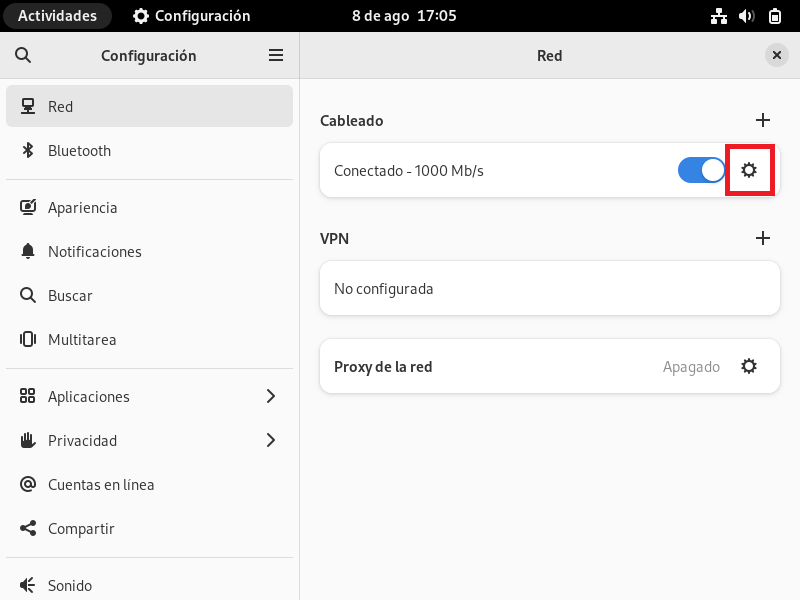 Actividades
Configuración
8 de ago 17:05
Configuración
Red
Red
Bluetooth
Apariencia
Notificaciones
Buscar
Multitarea
Aplicaciones
Privacidad
Cuentas en línea
Compartir
Sonido
Cableado
Conectado - 1000 Mb/s
VPN
No configurada
Proxy de la red
Apagado